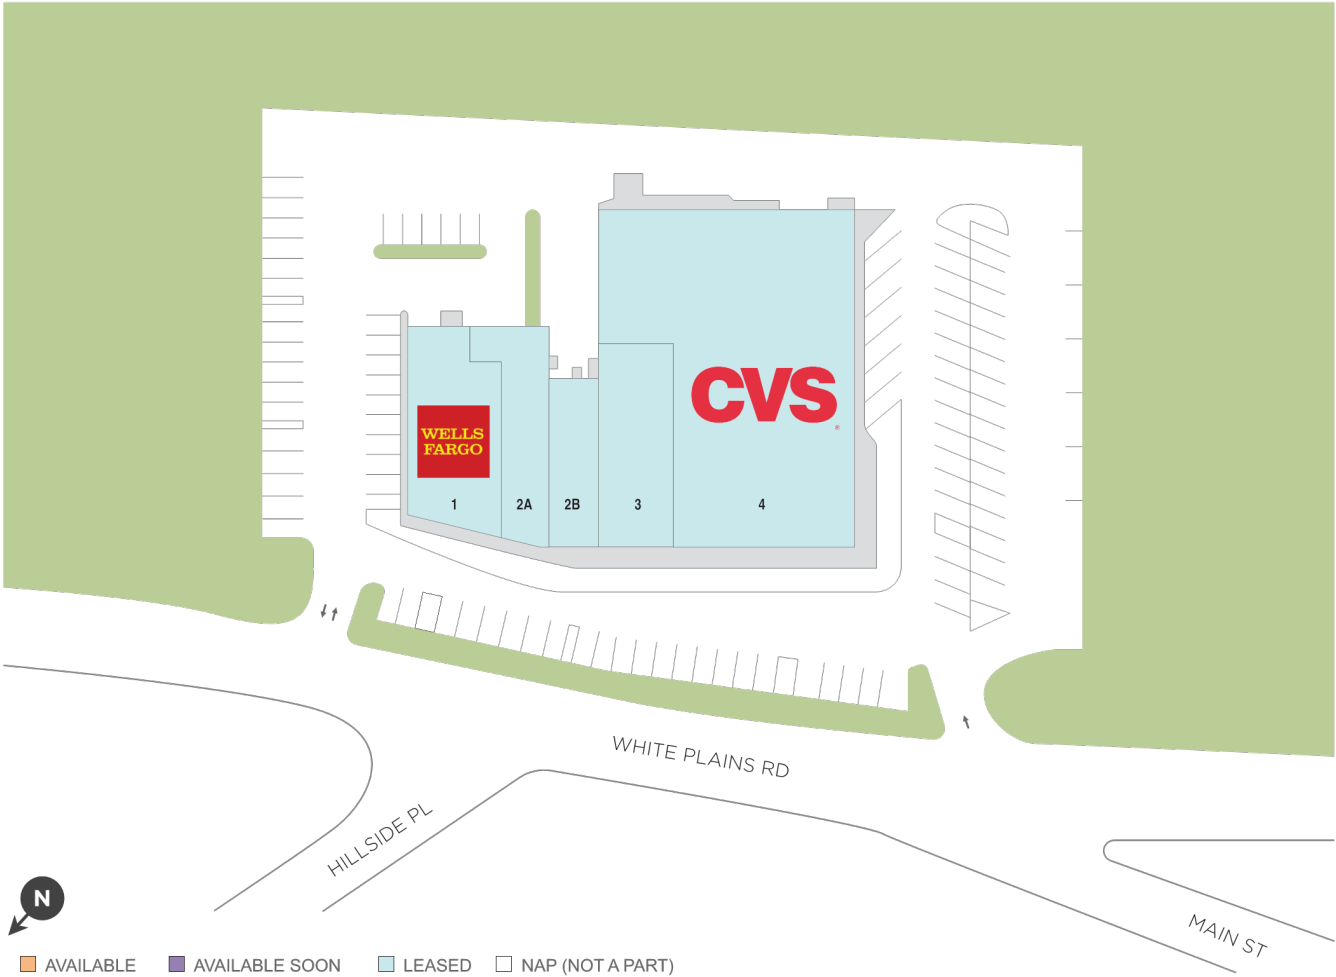 CVS
WELLS
FARGO
1
2A
2B
3
4
WHITE PLAINS RD
HILLSIDE PL
MAIN ST
N
AVAILABLE
AVAILABLE SOON
LEASED
NAP (NOT A PART)